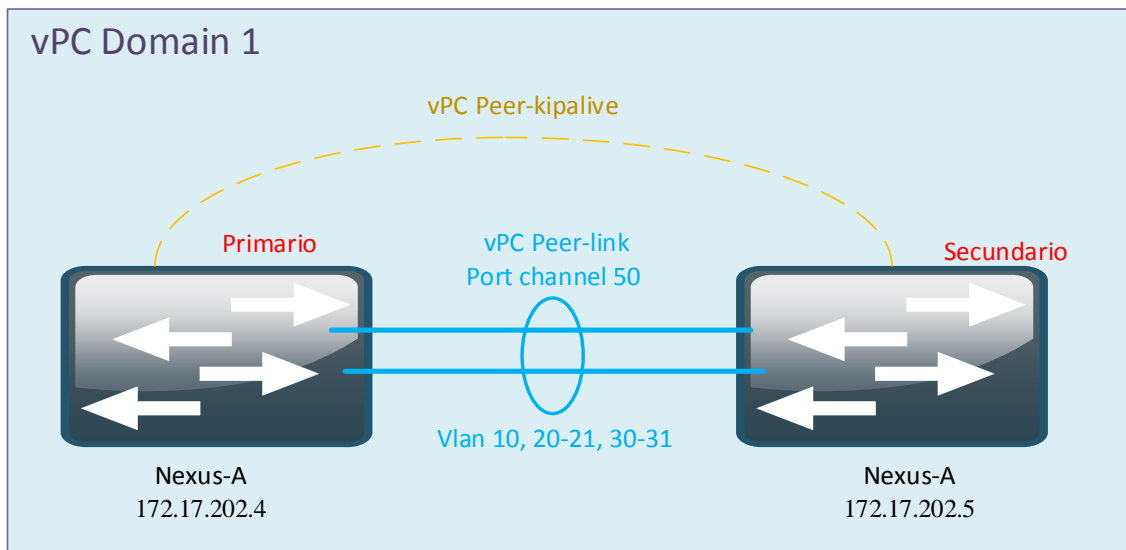 vPC Domain 1
vPC Peer-kipalive
Primario
vPC Peer-link
Port channel 50
Secundario
Vlan 10, 20-21, 30-31
Nexus-A
172.17.202.4
Nexus-A
172.17.202.5